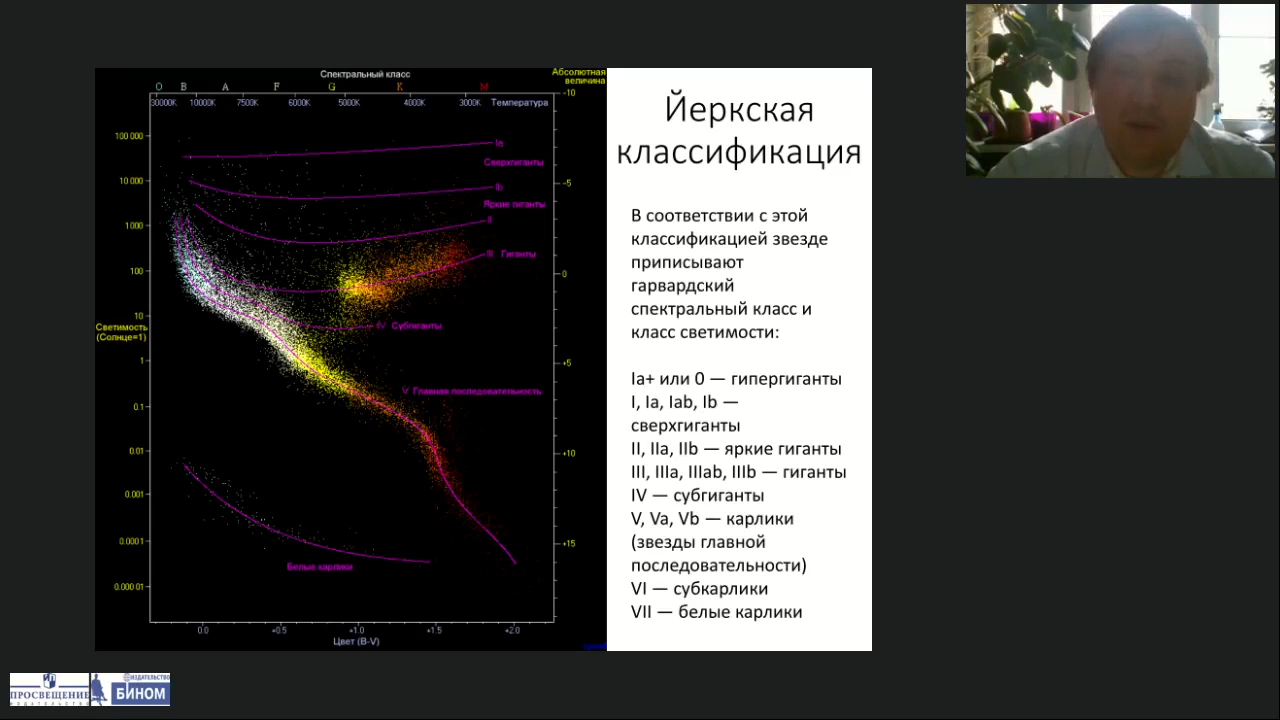 Спектральный класс
Абсолютная
величина
O B A F G K M
30000K 10000K 7500K 6000K 5000K 4000K 3000K Температура
-10
100 000
Ia
Сверхгиганты
10 000
-5
Ib
Яркие гиганты
II
1000
III Гиганты
100
0
10
IV Субгиганты
Светимость
(Солнце=1)
1
+5
V Главная последовательность
0.1
0.01
+10
0.001
0.0001
+15
Белые карлики
0.000 01
0.0 +0.5 +1.0 +1.5 +2.0
Цвет (B-V)
Йеркская
классификация
В соответствии с этой
классификацией звезде
приписывают
гарвардский
спектральный класс и
класс светимости:
Ia+ или 0 — гипергиганты
I, Ia, Iab, Ib —
сверхгиганты
II, IIa, IIb — яркие гиганты
III, IIIa, IIIab, IIIb — гиганты
IV — субгиганты
V, Va, Vb — карлики
(звезды главной
последовательности)
VI — субкарлики
VII — белые карлики
ПРОСВЕЩЕНИЕ
ИЗДАТЕЛЬСТВО
ИЗДАТЕЛЬСТВО
БИНОМ